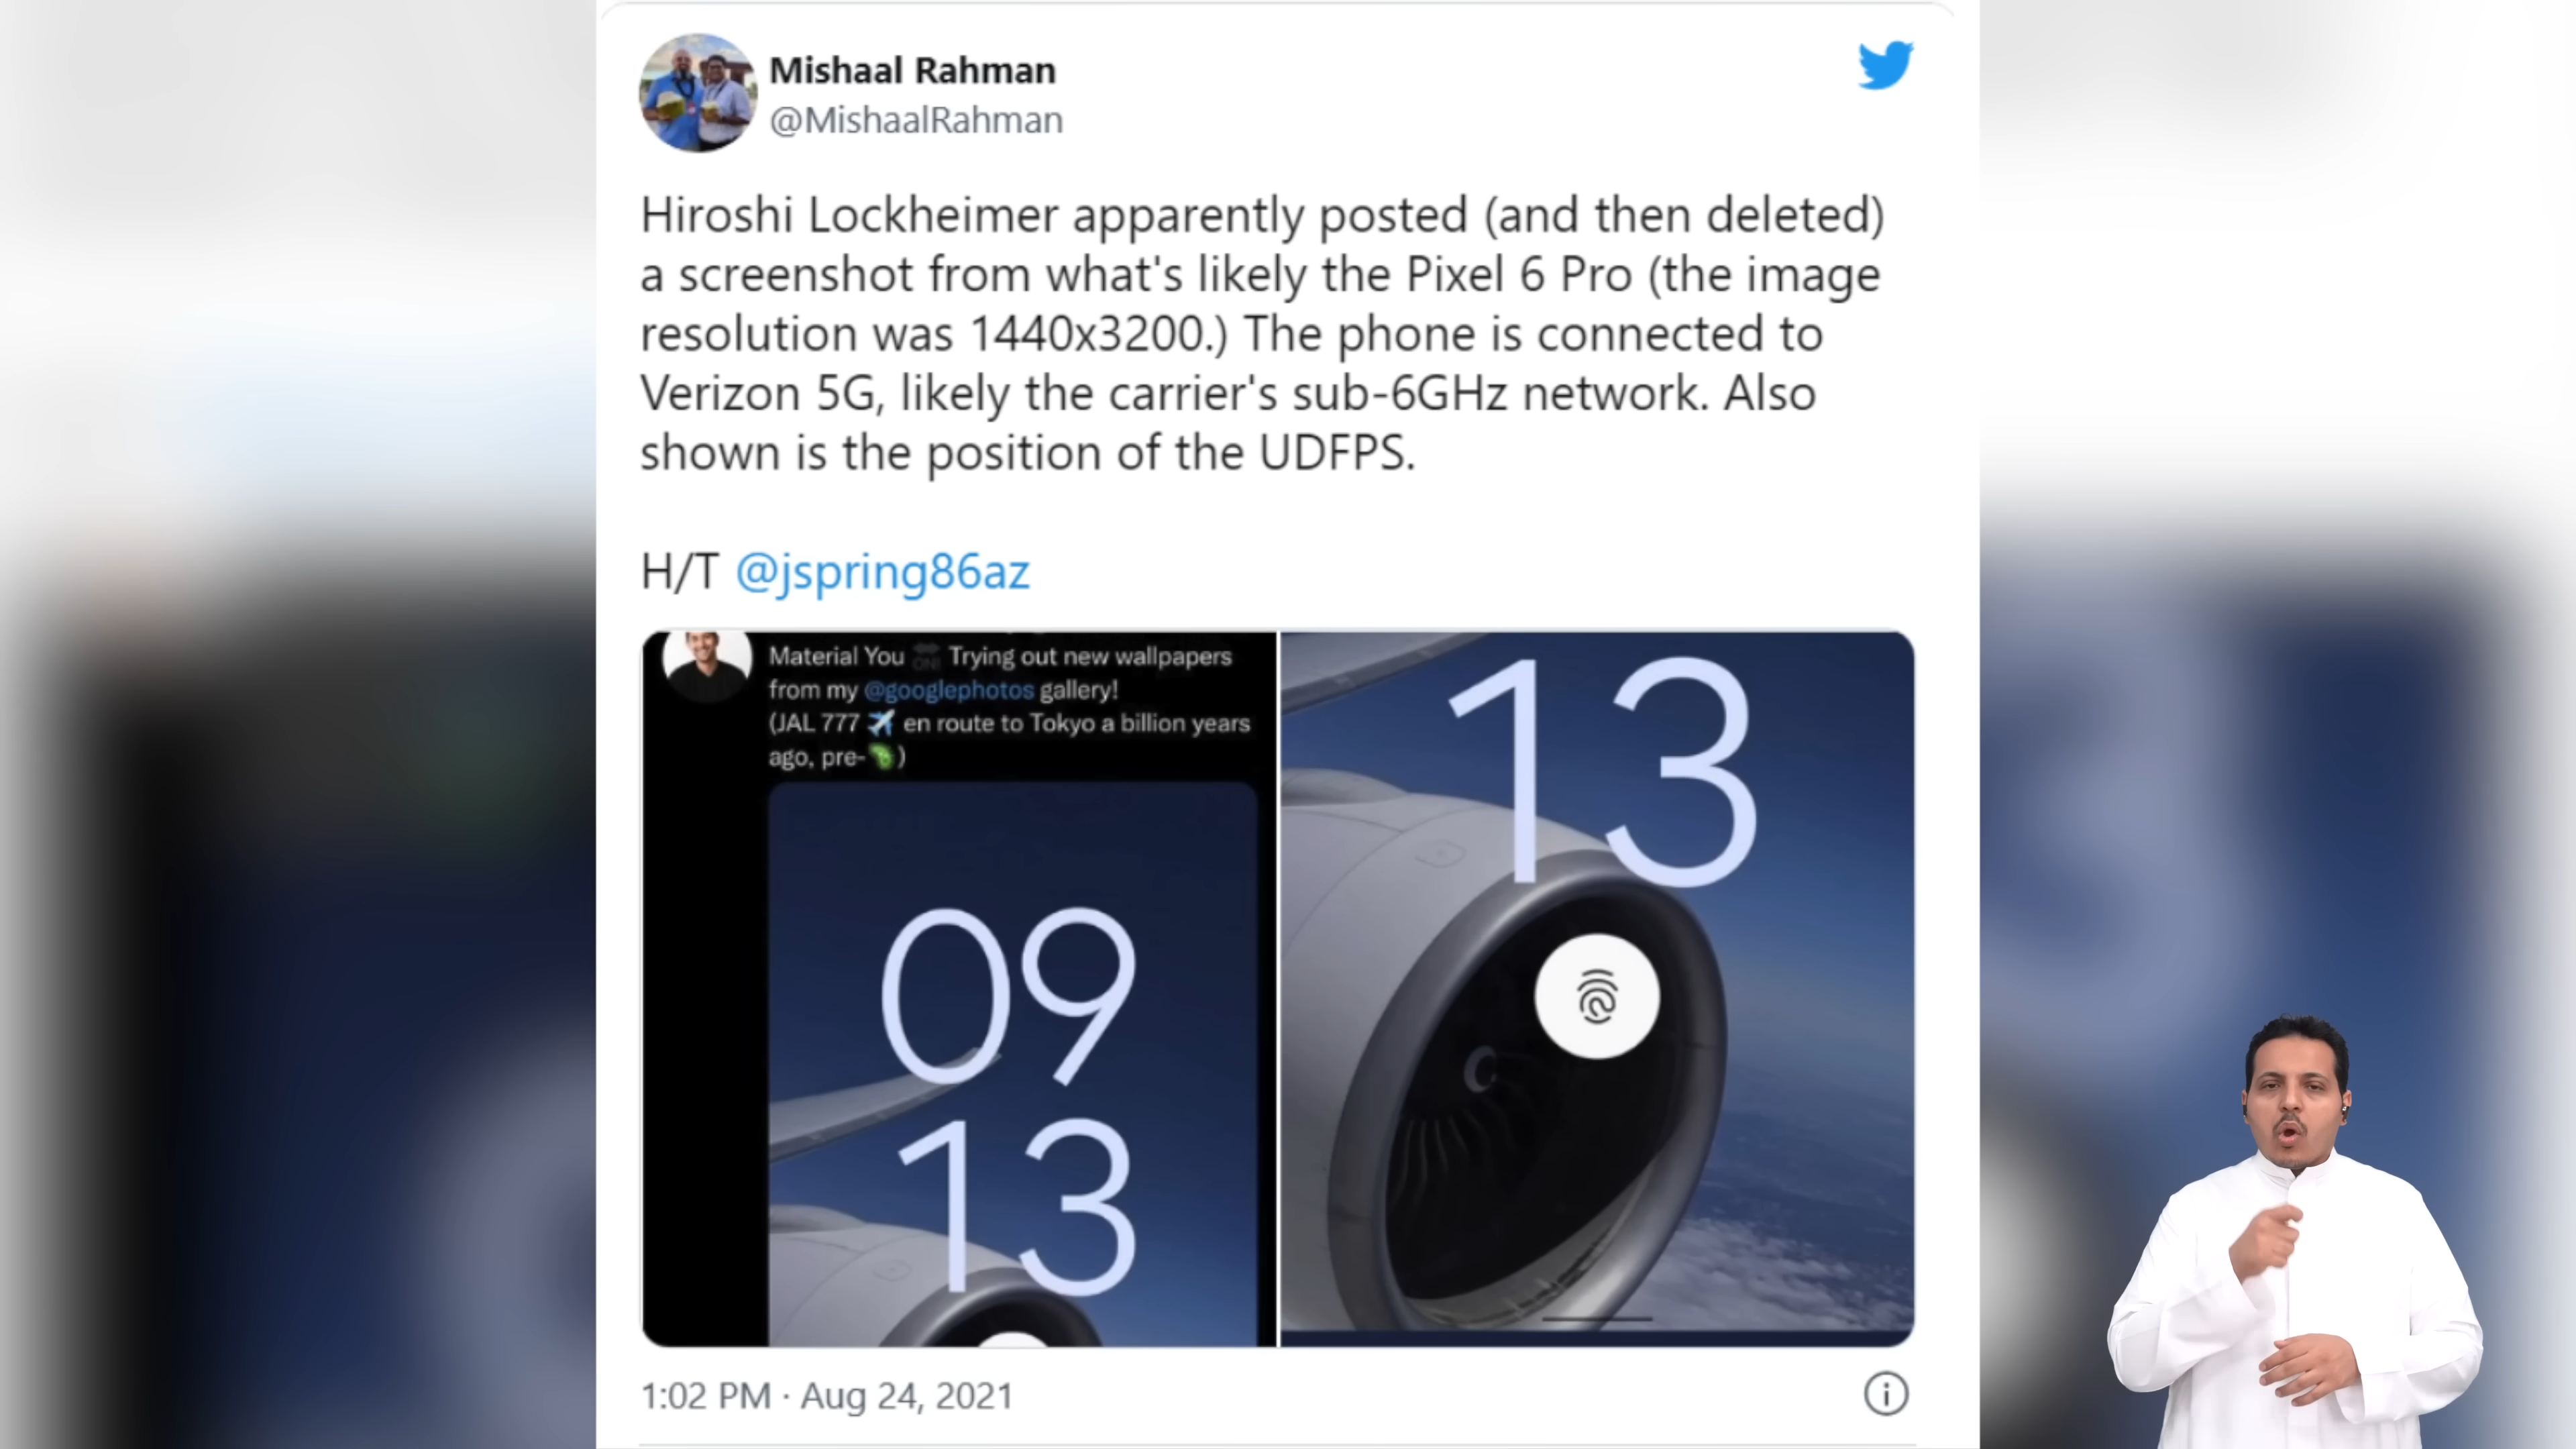 Mishaal Rahman
@MishaalRahman
Hiroshi Lockheimer apparently posted (and then deleted)
a screenshot from what's likely the Pixel 6 Pro (the image
resolution was 1440x3200.) The phone is connected to
Verizon 5G, likely the carrier's sub-6GHz network. Also
shown is the position of the UDFPS.
H/T @jspring86az
Material You 🔛 Trying out new wallpapers
from my @googlephotos gallery!
(JAL 777 ✈️ en route to Tokyo a billion years
ago, pre-🦠)
09
13
13
1:02 PM · Aug 24, 2021